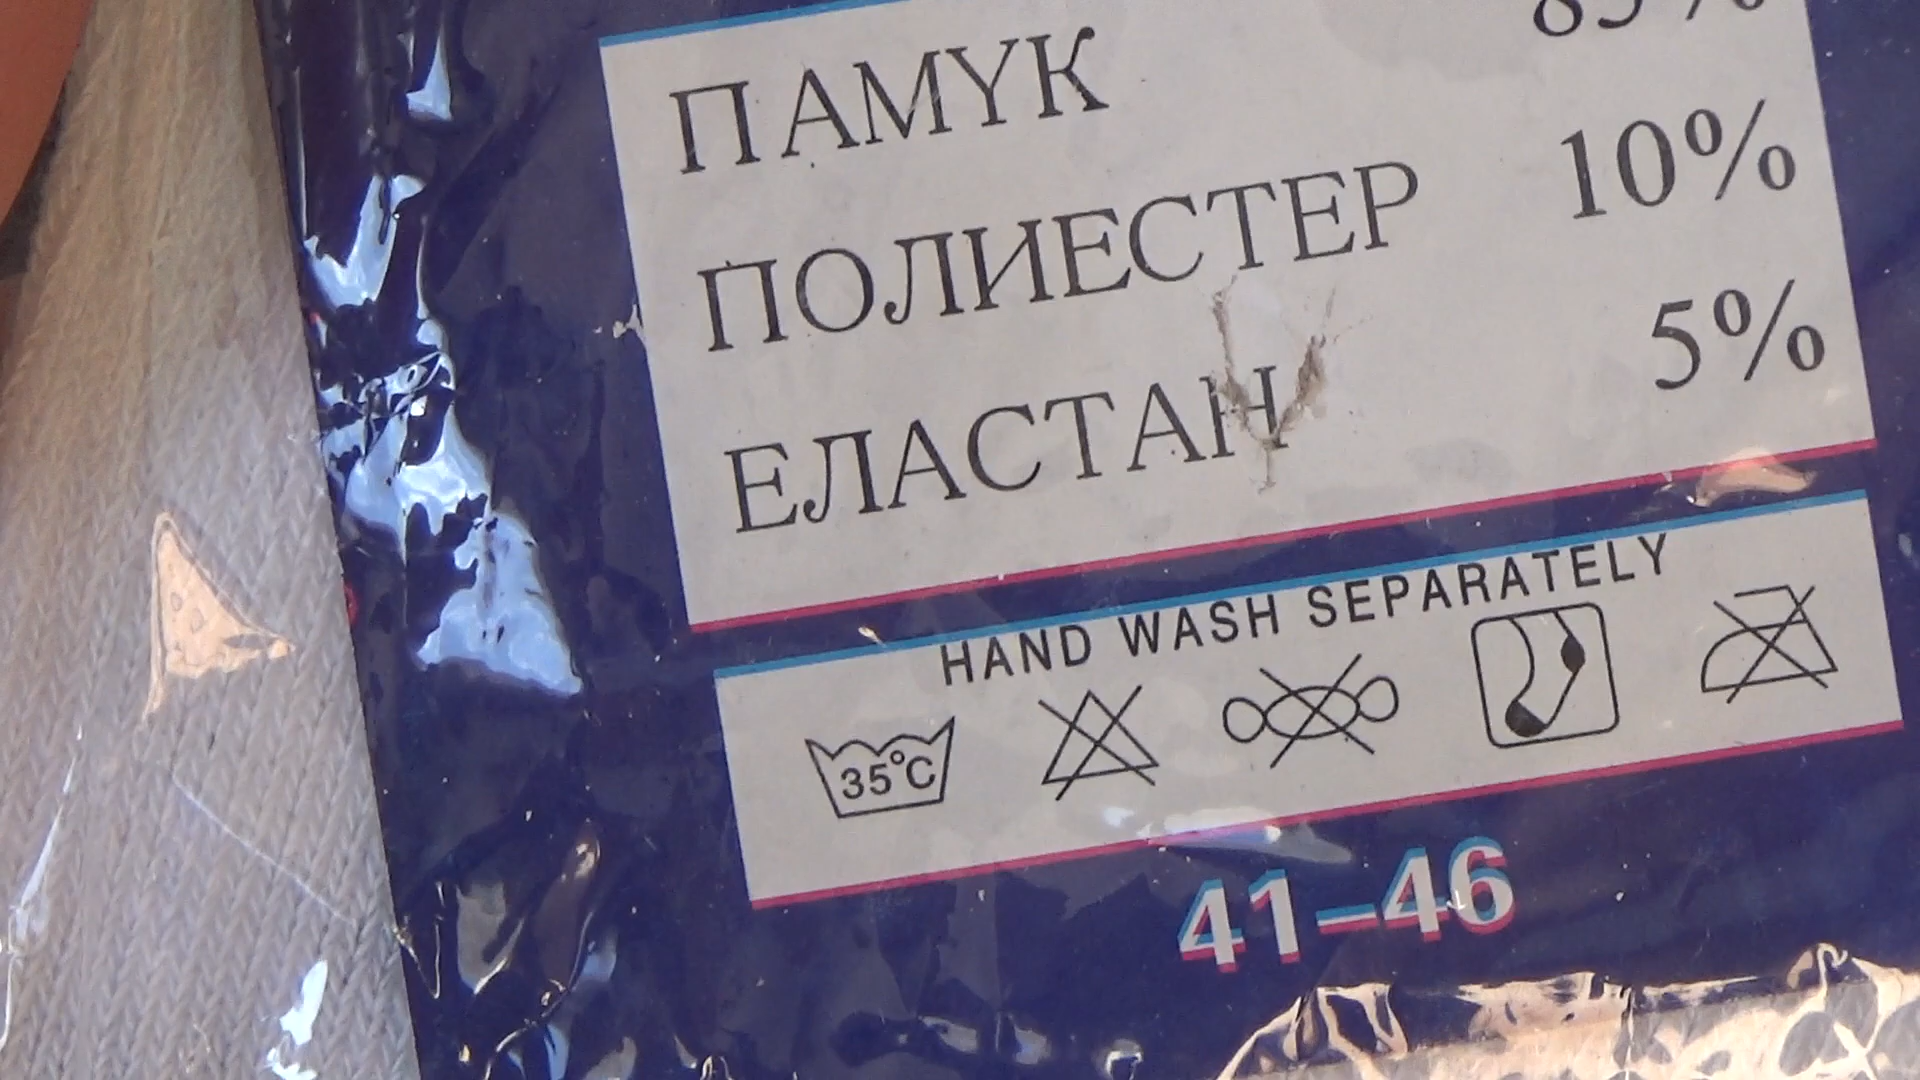 ПАМУК 85%
ПОЛИЕСТЕР 10%
ЕЛАСТАН 5%
HAND WASH SEPARATELY
35°C
41–46